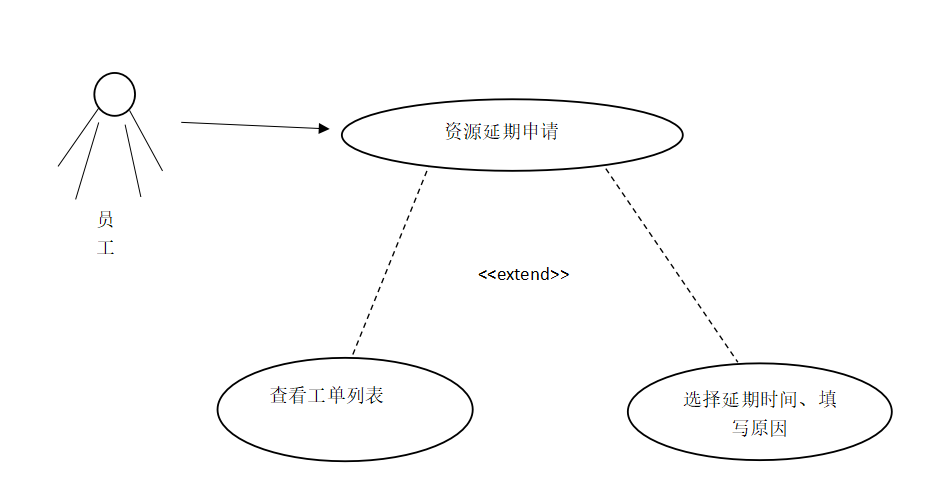 资源延期申请
员
工
<<extend>>
查看工单列表
选择延期时间、填
写原因